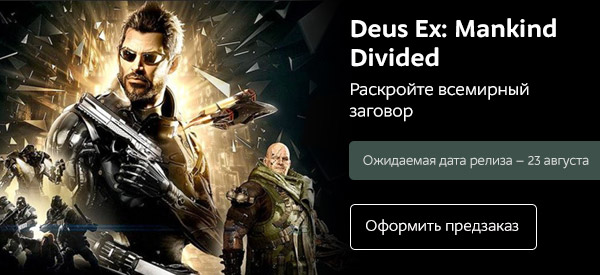 Deus Ex: Mankind
Divided
Раскройте всемирный
заговор
Ожидаемая дата релиза – 23 августа
Оформить предзаказ